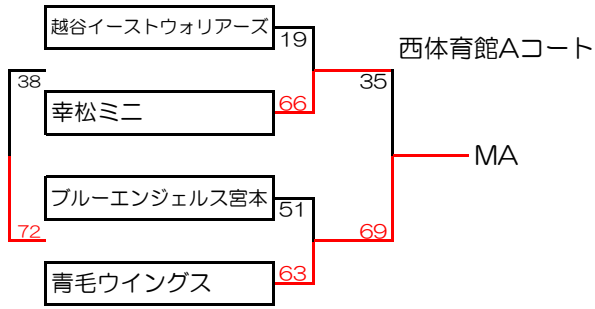 越谷イーストウォリアーズ
19
西体育館Aコート
38
35
66
幸松ミニ
MA
ブルーエンジェルス宮本
51
72
69
63
青毛ウイングス